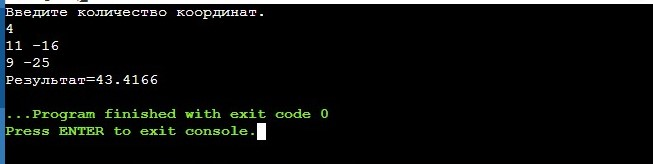 Введите количество координат.
4
11 -16
9 -25
Результат=43.4166
...Program finished with exit code 0
Press ENTER to exit console.